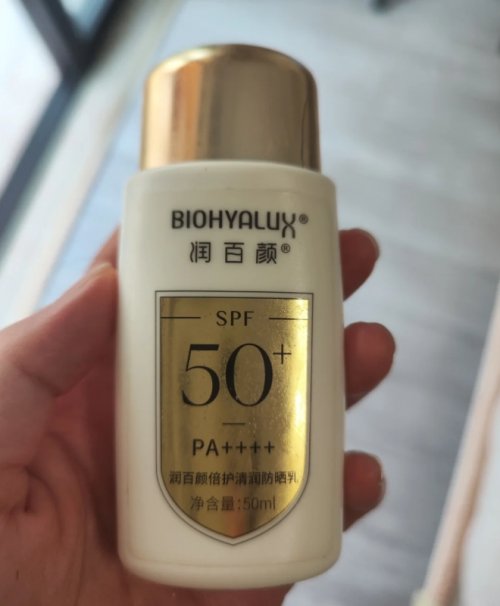 BIOHYALUX®
润百颜®
SPF
50+
PA++++
润百颜倍护清润防晒乳
净含量:50ml